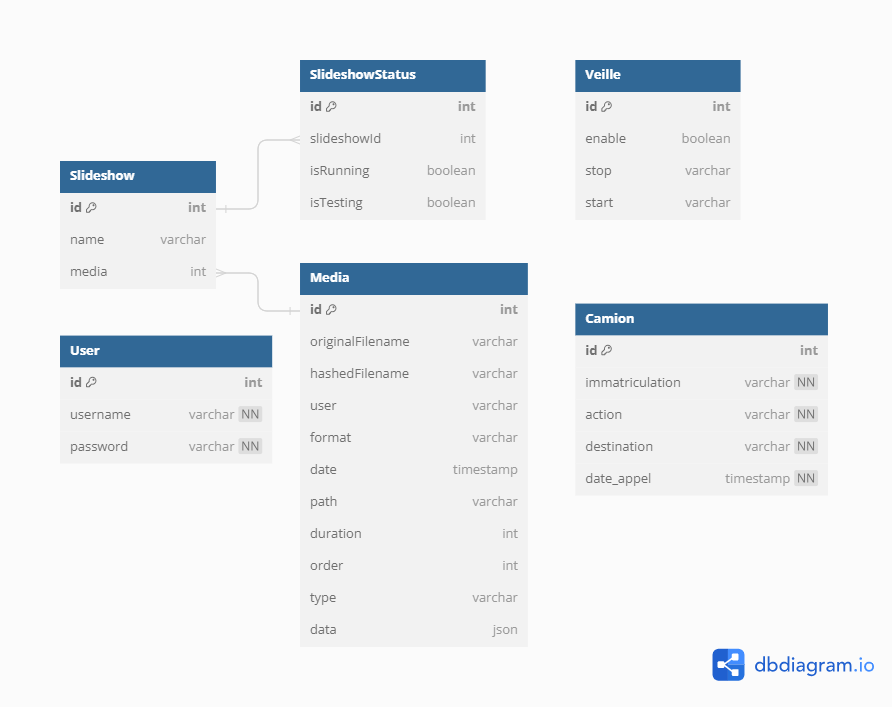 SlideshowStatus
id int
slideshowId int
isRunning boolean
isTesting boolean
Veille
id int
enable boolean
stop varchar
start varchar
Slideshow
id int
name varchar
media int
Media
id int
originalFilename varchar
hashedFilename varchar
user varchar
format varchar
date timestamp
path varchar
duration int
order int
type varchar
data json
User
id int
username varchar NN
password varchar NN
Camion
id int
immatriculation varchar NN
action varchar NN
destination varchar NN
date_appel timestamp NN
dbdiagram.io